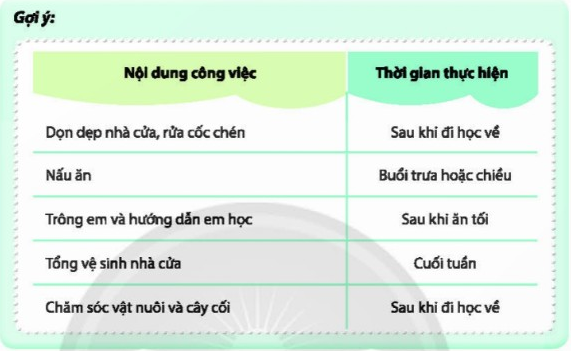 Gợi ý:
Nội dung công việc Thời gian thực hiện
Dọn dẹp nhà cửa, rửa cốc chén Sau khi đi học về
Nấu ăn Buổi trưa hoặc chiều
Trông em và hướng dẫn em học Sau khi ăn tối
Tổng vệ sinh nhà cửa Cuối tuần
Chăm sóc vật nuôi và cây cối Sau khi đi học về